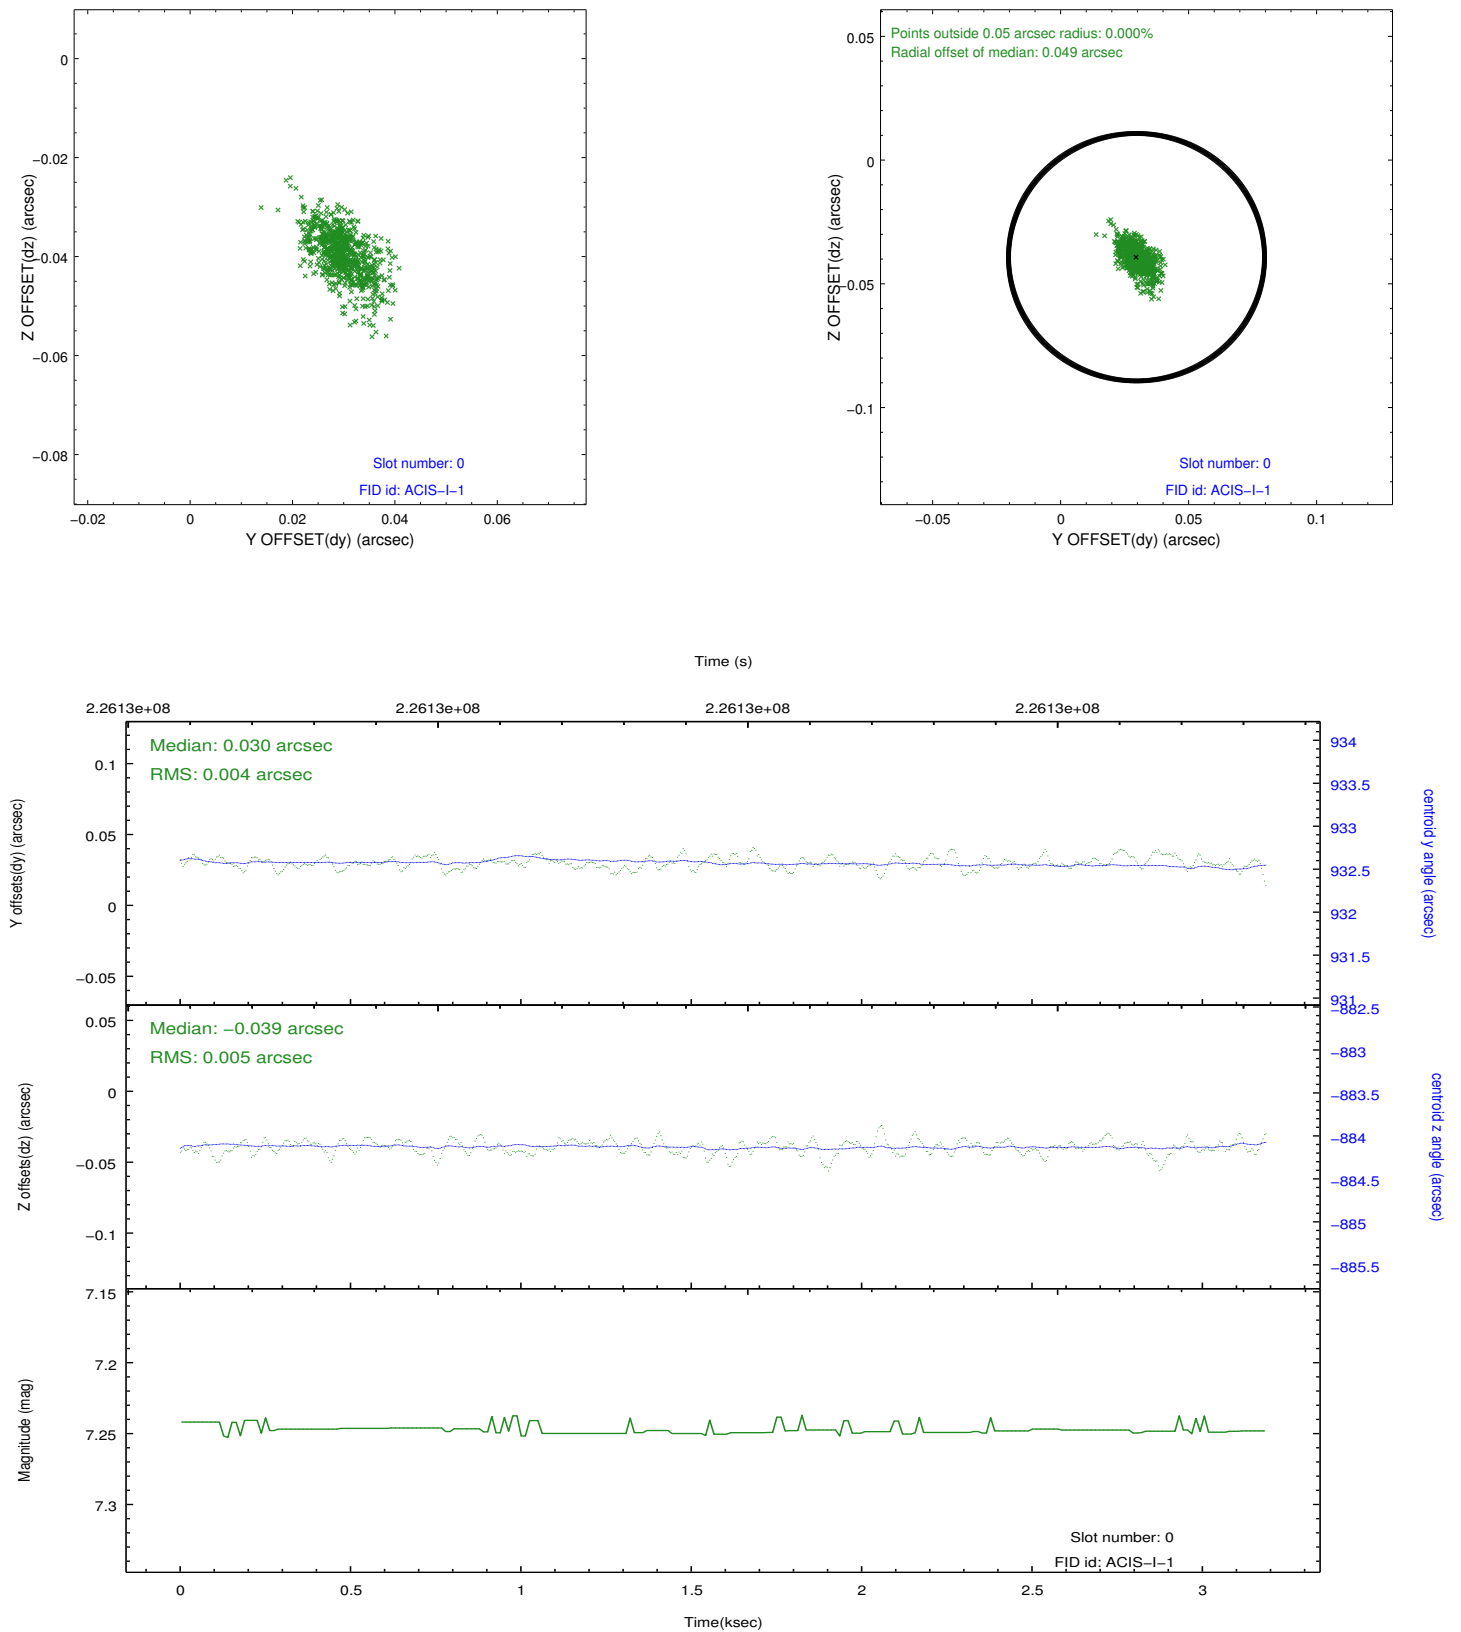 0
−0.02
−0.04
−0.06
−0.08
Z OFFSET(dz) (arcsec)
Slot number: 0
FID id: ACIS−I−1
−0.02
0
0.02
0.04
0.06
Y OFFSET(dy) (arcsec)
Points outside 0.05 arcsec radius: 0.000%
Radial offset of median: 0.049 arcsec
0.05
0
−0.05
−0.1
Z OFFSET(dz) (arcsec)
Slot number: 0
FID id: ACIS−I−1
−0.05
0
0.05
0.1
Y OFFSET(dy) (arcsec)
Time (s)
2.2613e+08
2.2613e+08
2.2613e+08
2.2613e+08
Median: 0.030 arcsec
RMS: 0.004 arcsec
0.1
0.05
0
−0.05
Y offsets(dy) (arcsec)
934
933.5
933
932.5
932
931.5
931
centroid y angle (arcsec)
Median: −0.039 arcsec
RMS: 0.005 arcsec
0.05
0
−0.05
−0.1
Z offsets(dz) (arcsec)
−882.5
−883
−883.5
−884
−884.5
−885
−885.5
centroid z angle (arcsec)
7.15
7.2
7.25
7.3
Magnitude (mag)
Slot number: 0
FID id: ACIS−I−1
0
0.5
1
1.5
2
2.5
3
Time(ksec)